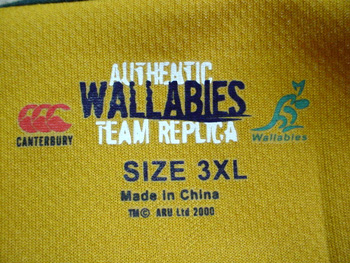 AUTHENTIC
WALLABIES
TEAM REPLICA
CANTERBURY
Wallabies
SIZE 3XL
Made in China
TM© ARU Ltd 2000